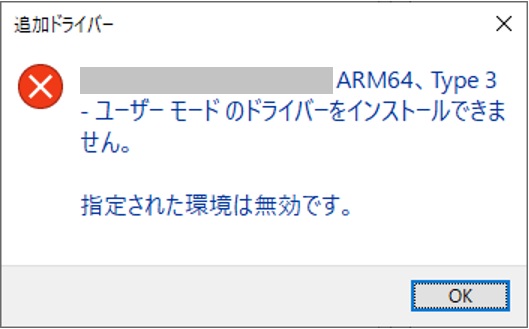 追加ドライバー
ARM64、Type 3
- ユーザー モード のドライバーをインストールできま
せん。
指定された環境は無効です。
OK